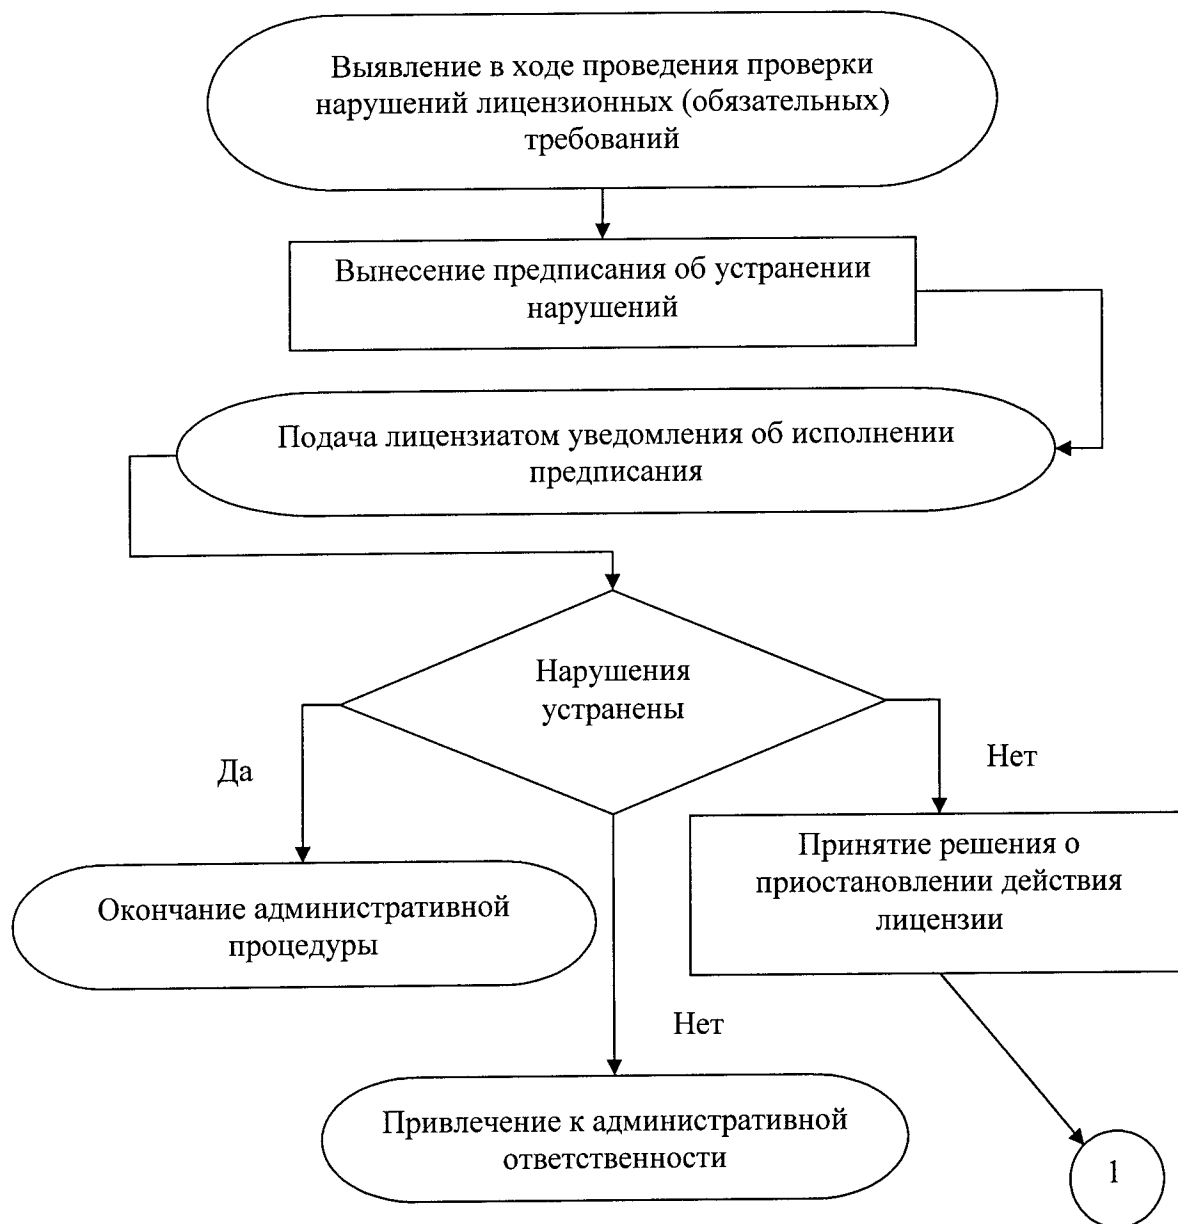 Выявление в ходе проведения проверки
нарушений лицензионных (обязательных)
требований
Вынесение предписания об устранении
нарушений
Подача лицензиатом уведомления об исполнении
предписания
Нарушения
устранены
Да
Нет
Принятие решения о
приостановлении действия
лицензии
Окончание административной
процедуры
Нет
Привлечение к административной
ответственности
1